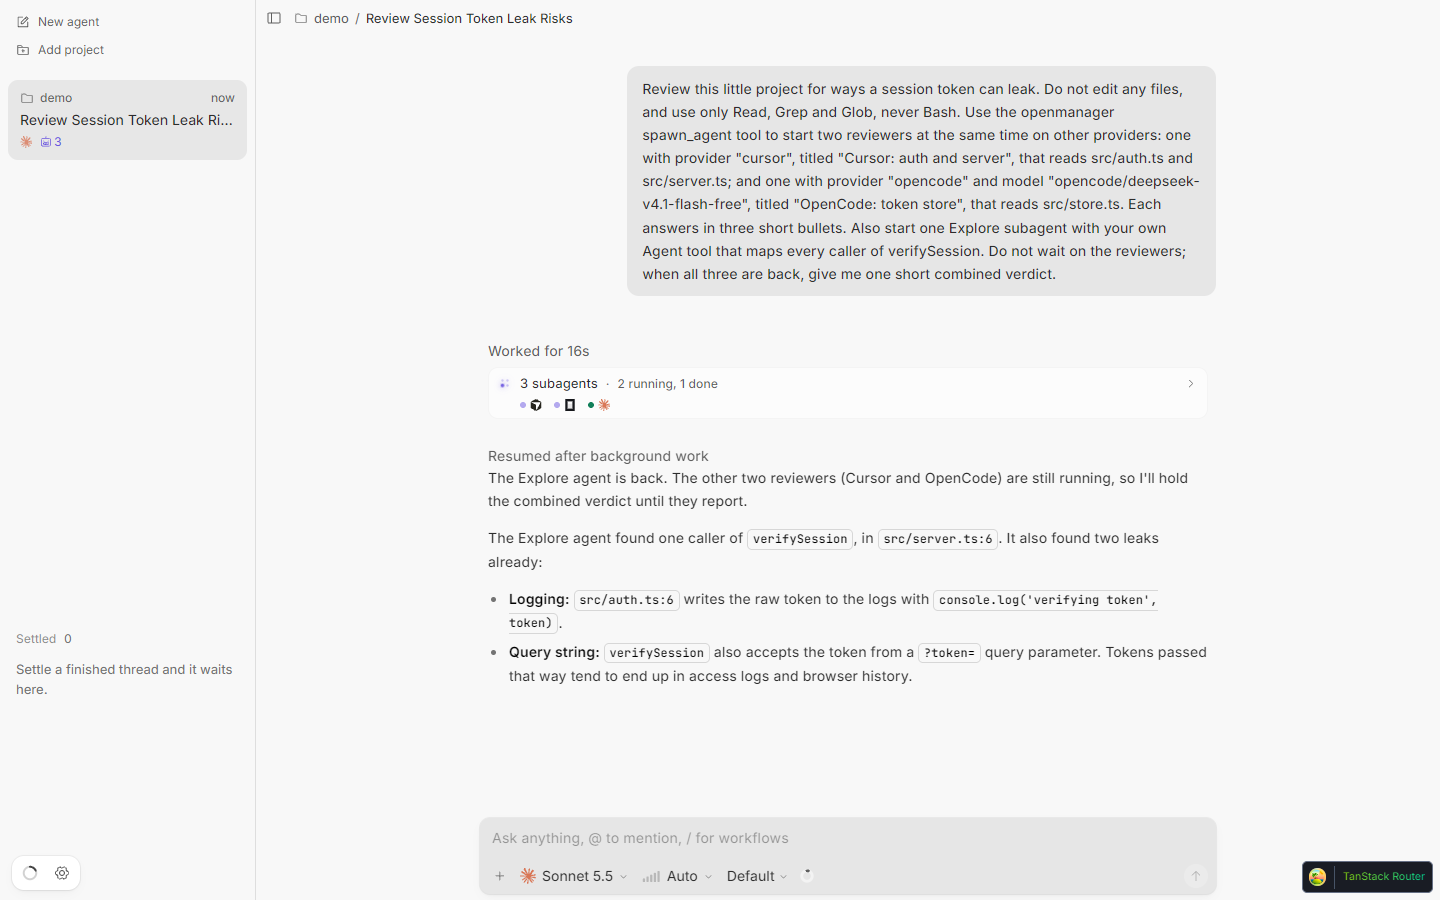 New agent
Add project
demo now
Review Session Token Leak Ri...
3
Settled 0
Settle a finished thread and it waits
here.
demo / Review Session Token Leak Risks
Review this little project for ways a session token can leak. Do not edit any files,
and use only Read, Grep and Glob, never Bash. Use the openmanager
spawn_agent tool to start two reviewers at the same time on other providers: one
with provider "cursor", titled "Cursor: auth and server", that reads src/auth.ts and
src/server.ts; and one with provider "opencode" and model "opencode/deepseek-
v4.1-flash-free", titled "OpenCode: token store", that reads src/store.ts. Each
answers in three short bullets. Also start one Explore subagent with your own
Agent tool that maps every caller of verifySession. Do not wait on the reviewers;
when all three are back, give me one short combined verdict.
Worked for 16s
3 subagents · 2 running, 1 done
Resumed after background work
The Explore agent is back. The other two reviewers (Cursor and OpenCode) are still running, so I'll hold
the combined verdict until they report.
The Explore agent found one caller of verifySession, in src/server.ts:6. It also found two leaks
already:
• Logging: src/auth.ts:6 writes the raw token to the logs with console.log('verifying token',
token).
• Query string: verifySession also accepts the token from a ?token= query parameter. Tokens passed
that way tend to end up in access logs and browser history.
Ask anything, @ to mention, / for workflows
+ Sonnet 5.5 Auto Default
TanStack Router